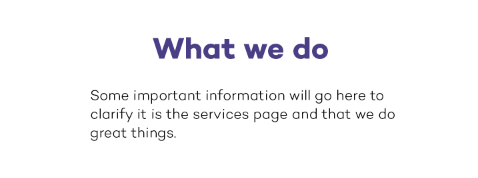 What we do
Some important information will go here to
clarify it is the services page and that we do
great things.